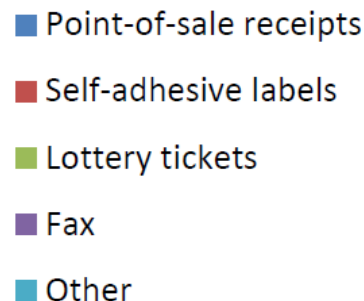 Point-of-sale receipts
Self-adhesive labels
Lottery tickets
Fax
Other